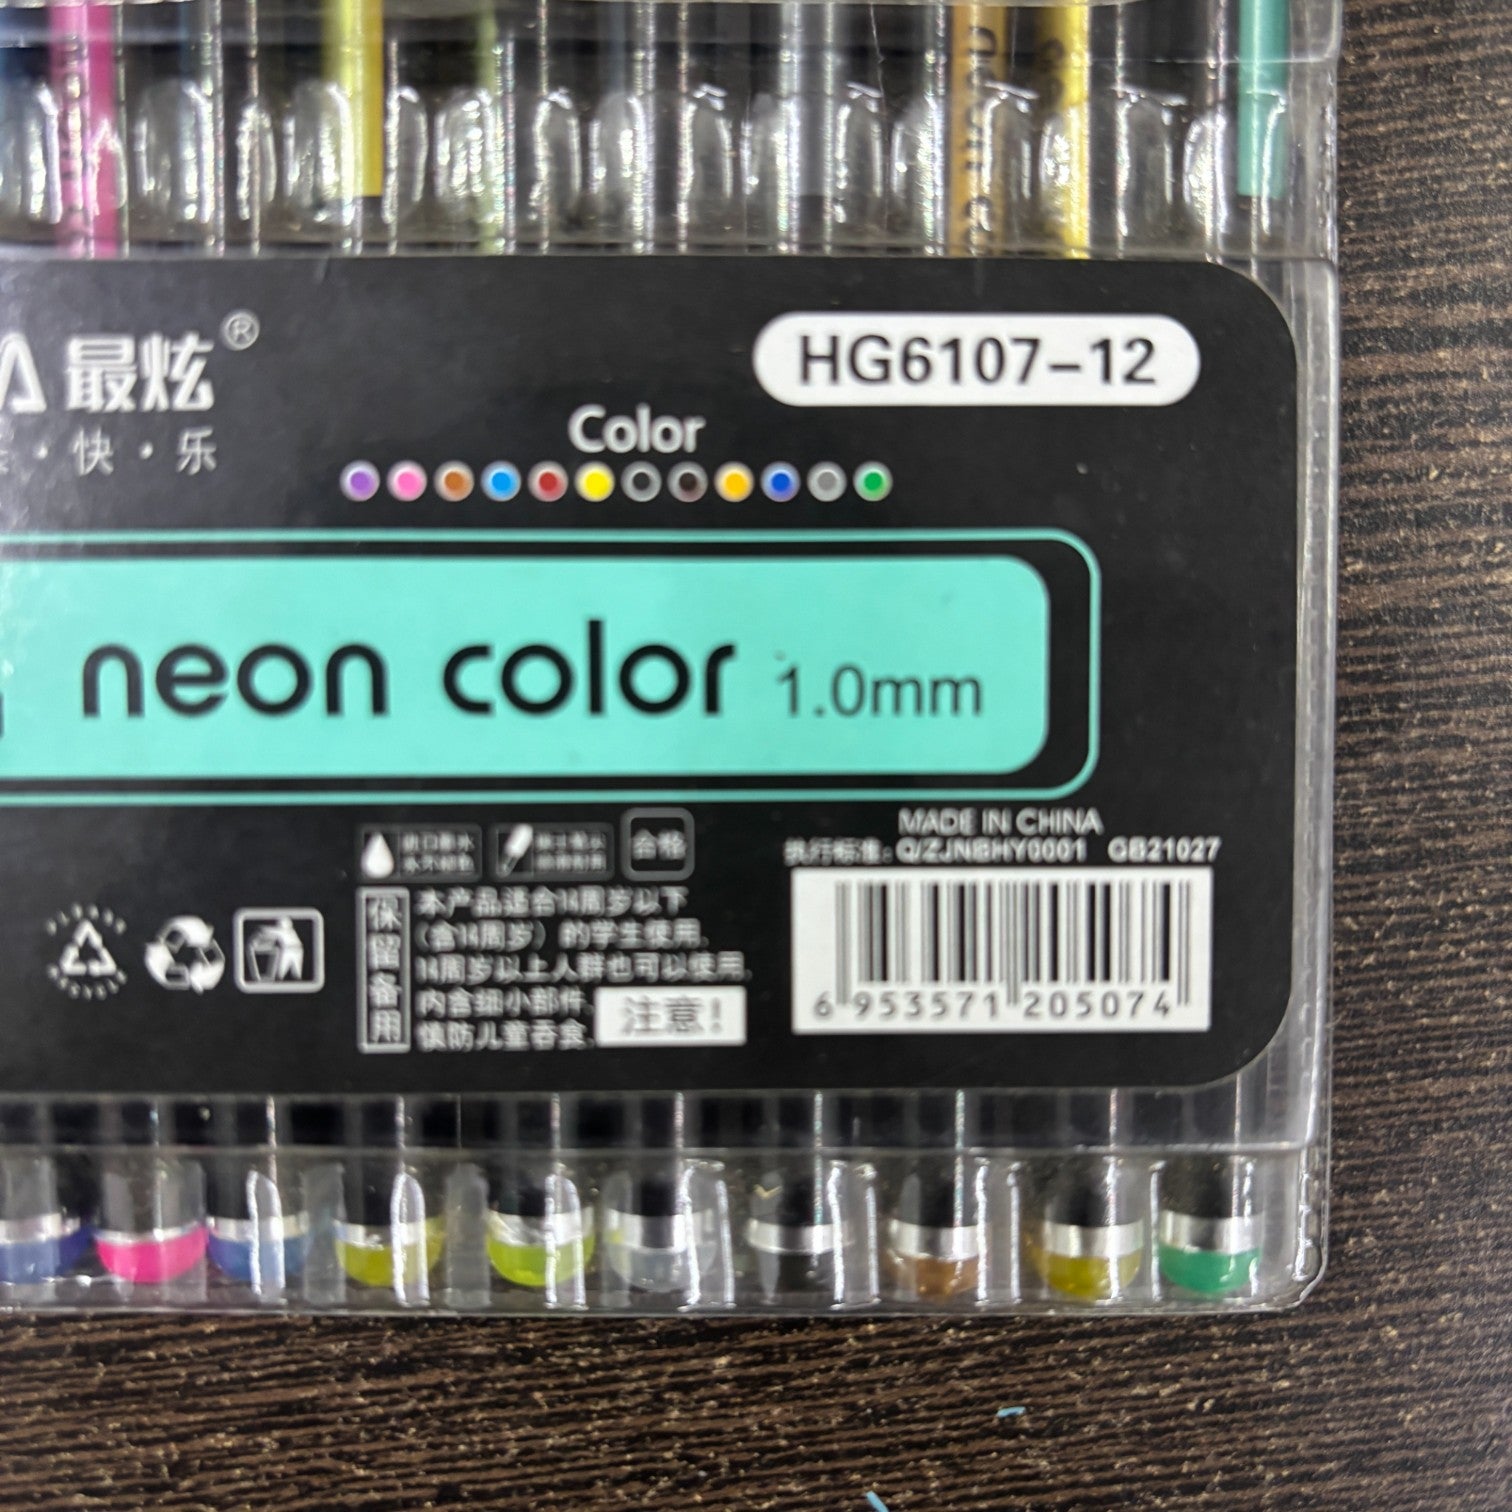 A 最炫®
·快·乐
HG6107-12
Color
neon color 1.0mm
MADE IN CHINA
执行标准: Q/ZJNBHY0001 GB21027
合格
保留备用
本产品适合14周岁以下
(含14周岁)的学生使用,
14周岁以上人群也可以使用,
内含细小部件,
慎防儿童吞食,
注意!
6 953571 205074